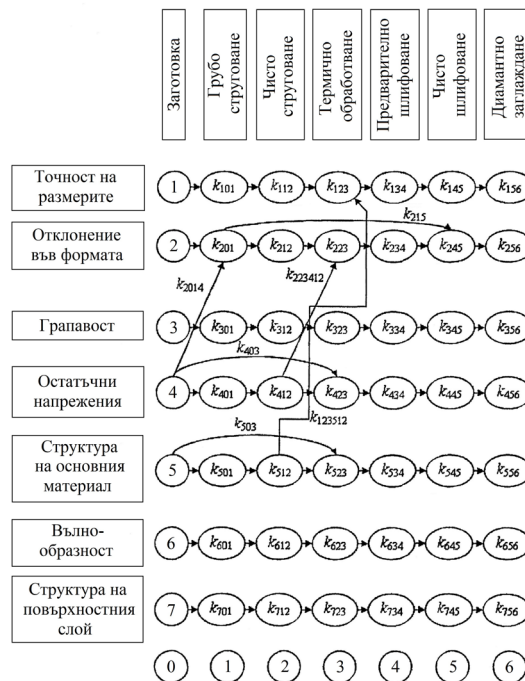 Заготовка
Грубо
струговане
Чисто
струговане
Термично
обработване
Предварително
шлифоване
Чисто
шлифоване
Диамантно
заглаждане
Точност на
размерите
1 k101 k112 k123 k134 k145 k156
k215
Отклонение
във формата
2 k201 k212 k223 k234 k245 k256
k2014
k223412
Грапавост
3 k301 k312 k323 k334 k345 k356
k403
Остатъчни
напрежения
4 k401 k412 k423 k434 k445 k456
k123512
k503
Структура
на основния
материал
5 k501 k512 k523 k534 k545 k556
Вълно-
образност
6 k601 k612 k623 k634 k645 k656
Структура на
повърхностния
слой
7 k701 k712 k723 k734 k745 k756
0 1 2 3 4 5 6